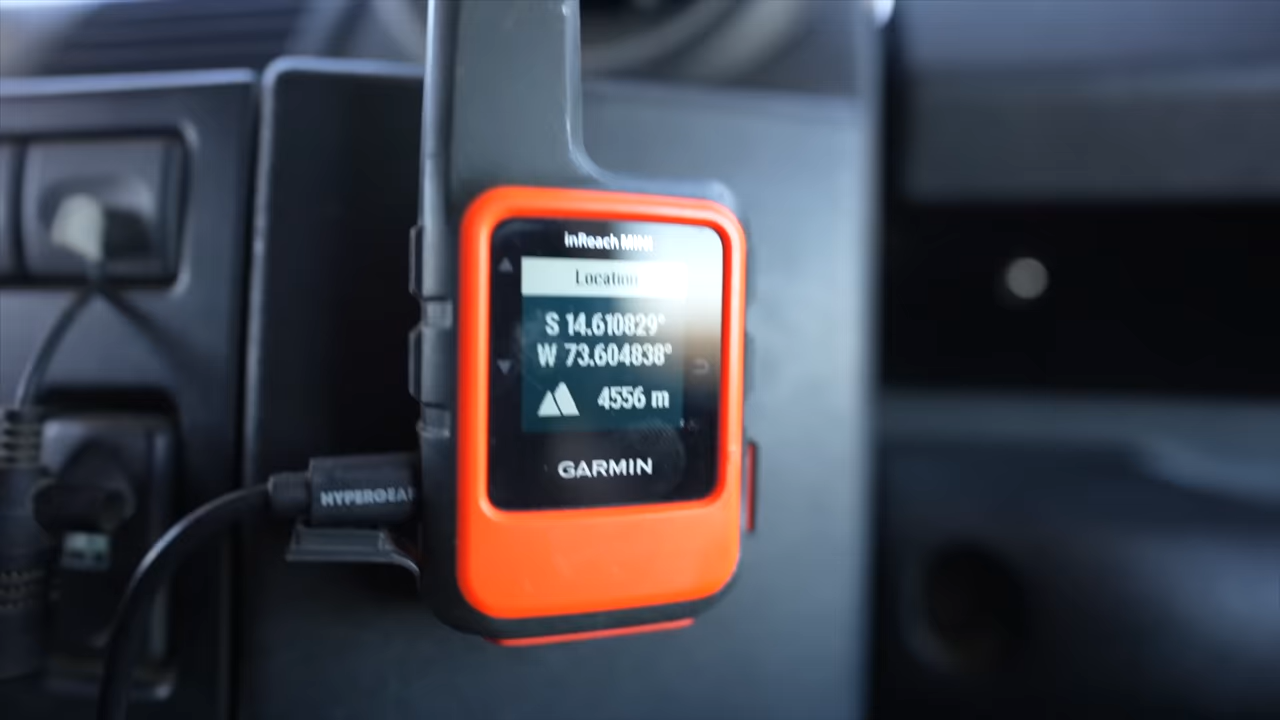 inReach MINI
Location
S 14.610829°
W 73.604838°
4556 m
GARMIN
HYPERGEAR